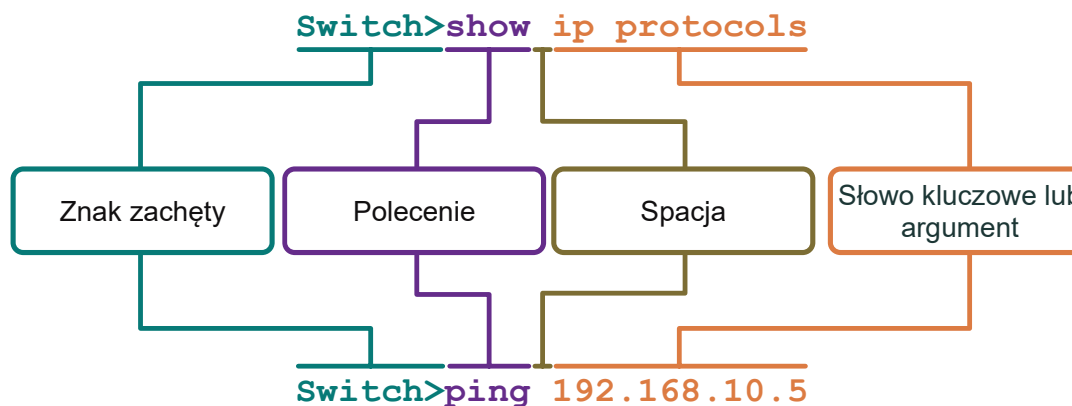 Switch>show ip protocols
Znak zachęty
Polecenie
Spacja
Słowo kluczowe lub
argument
Switch>ping 192.168.10.5